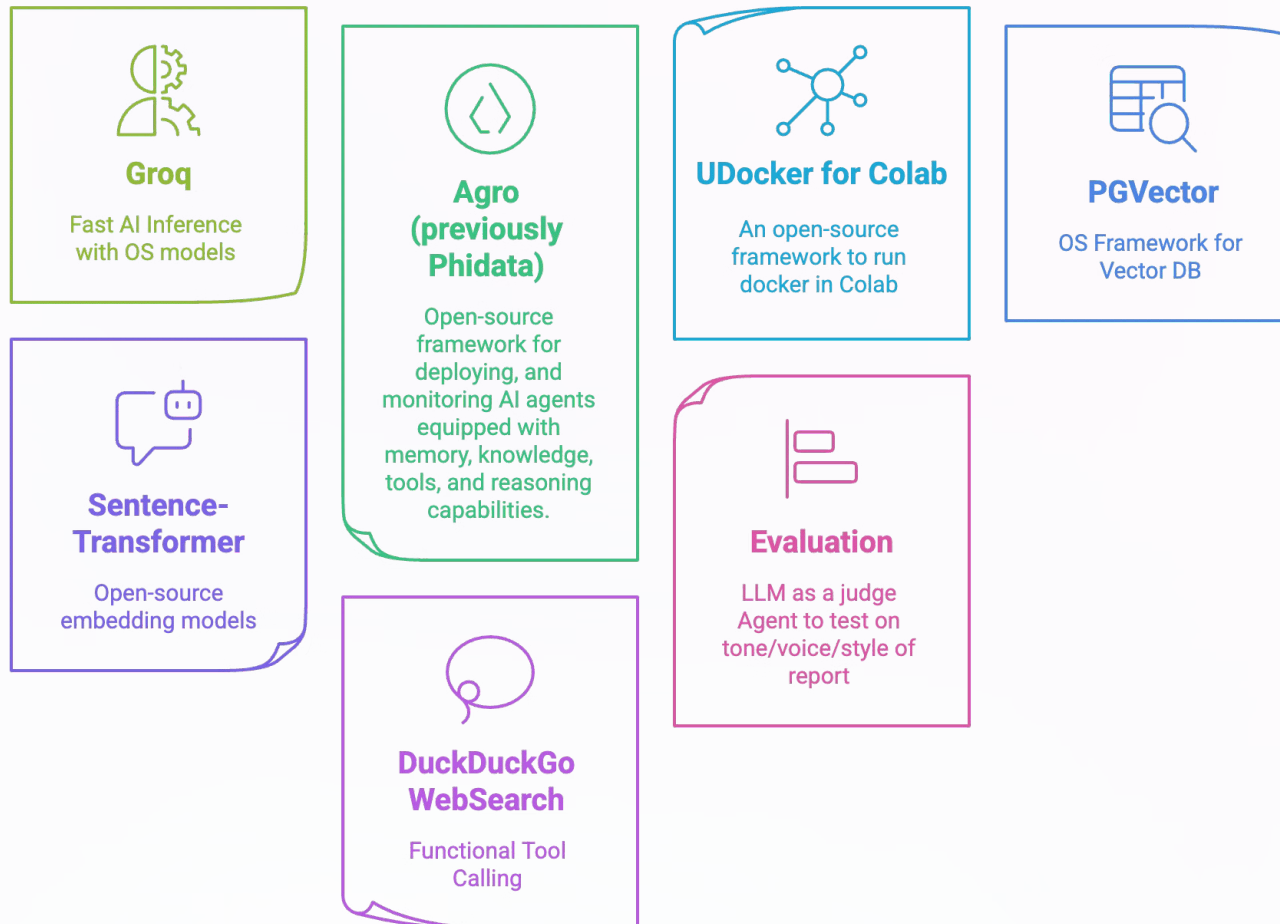 Groq
Fast AI Inference
with OS models
Agro
(previously
Phidata)
Open-source
framework for
deploying, and
monitoring AI agents
equipped with
memory, knowledge,
tools, and reasoning
capabilities.
UDocker for Colab
An open-source
framework to run
docker in Colab
PGVector
OS Framework for
Vector DB
Sentence-
Transformer
Open-source
embedding models
Evaluation
LLM as a judge
Agent to test on
tone/voice/style of
report
DuckDuckGo
WebSearch
Functional Tool
Calling